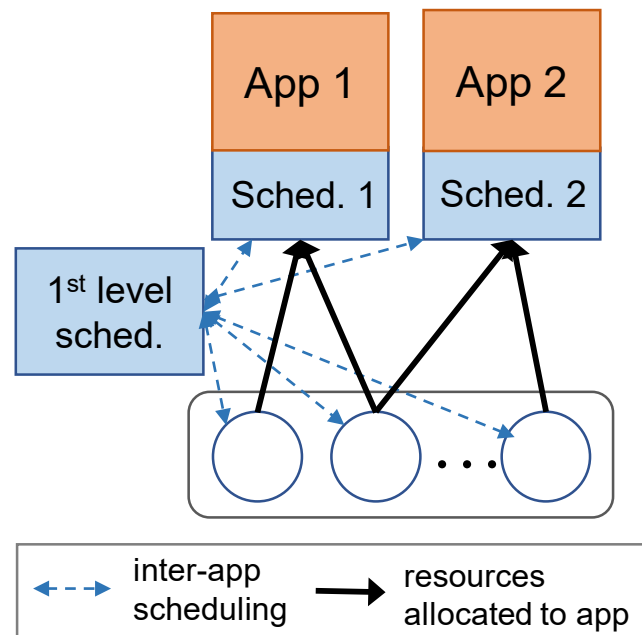 App 1
App 2
Sched. 1
Sched. 2
1st level
sched.
. . .
inter-app
scheduling
resources
allocated to app